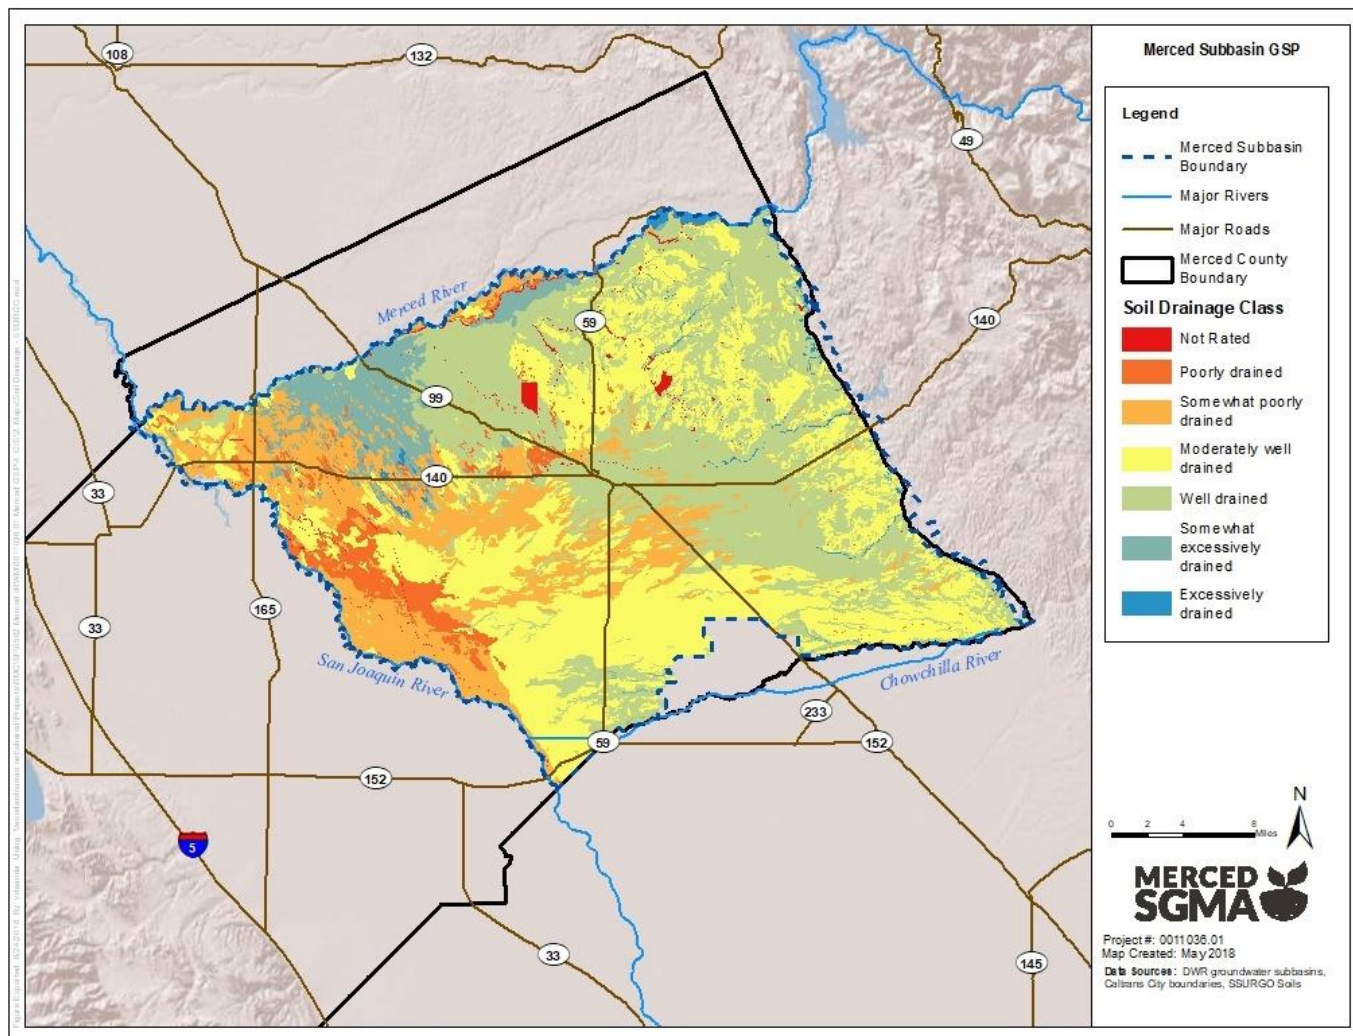 Merced Subbasin GSP
Legend
Merced Subbasin
Boundary
Major Rivers
Major Roads
Merced County
Boundary
Soil Drainage Class
Not Rated
Poorly drained
Somewhat poorly
drained
Moderately well
drained
Well drained
Somewhat
excessively
drained
Excessively
drained
108
132
49
Merced River
59
140
99
140
33
165
33
San Joaquin River
Chowchilla River
233
59
152
152
5
33
145
N
0 2 4 8
Miles
MERCED
SGMA
Project #: 0011036.01
Map Created: May 2018
Data Sources: DWR groundwater subbasins,
Caltrans City boundaries, SSURGO Soils